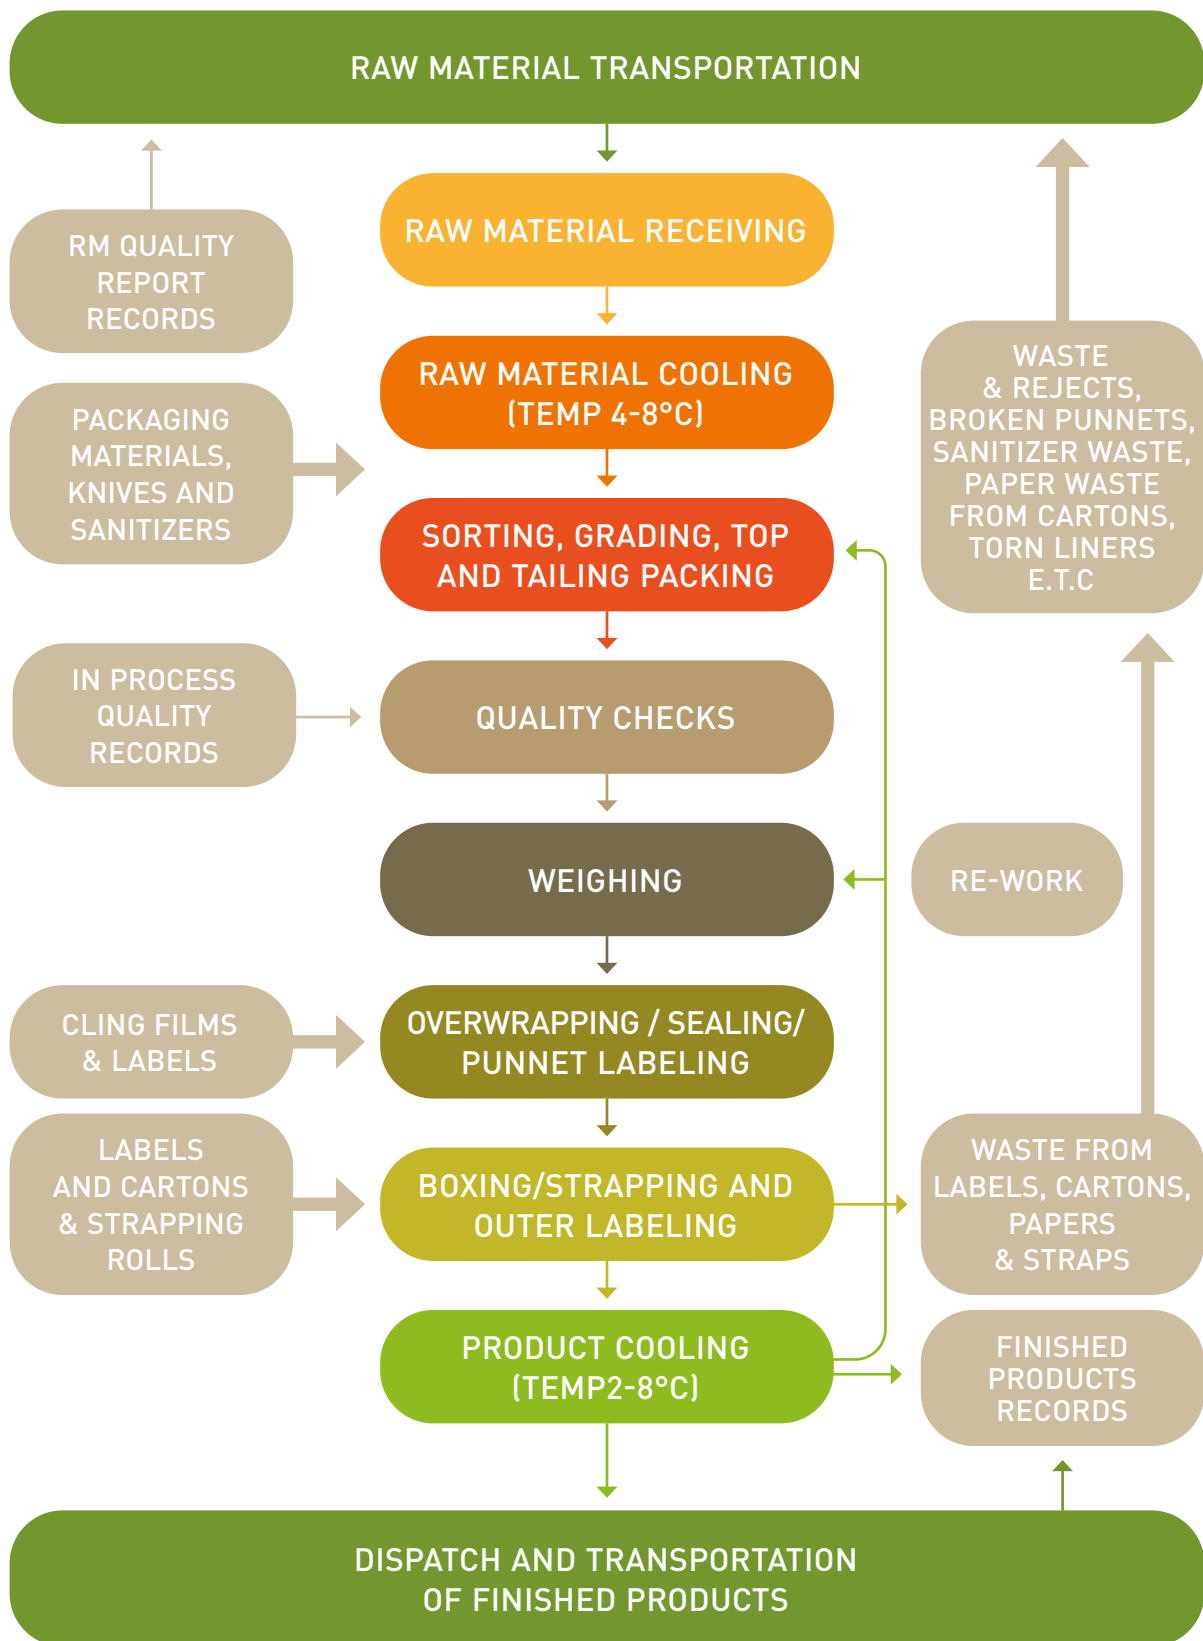 RAW MATERIAL TRANSPORTATION
RAW MATERIAL RECEIVING
RM QUALITY
REPORT
RECORDS
RAW MATERIAL COOLING
(TEMP 4-8°C)
WASTE
& REJECTS,
BROKEN PUNNETS,
SANITIZER WASTE,
PAPER WASTE
FROM CARTONS,
TORN LINERS
E.T.C
PACKAGING
MATERIALS,
KNIVES AND
SANITIZERS
SORTING, GRADING, TOP
AND TAILING PACKING
IN PROCESS
QUALITY
RECORDS
QUALITY CHECKS
WEIGHING
RE-WORK
CLING FILMS
& LABELS
OVERWRAPPING / SEALING/
PUNNET LABELING
LABELS
AND CARTONS
& STRAPPING
ROLLS
BOXING/STRAPPING AND
OUTER LABELING
WASTE FROM
LABELS, CARTONS,
PAPERS
& STRAPS
PRODUCT COOLING
(TEMP2-8°C)
FINISHED
PRODUCTS
RECORDS
DISPATCH AND TRANSPORTATION
OF FINISHED PRODUCTS